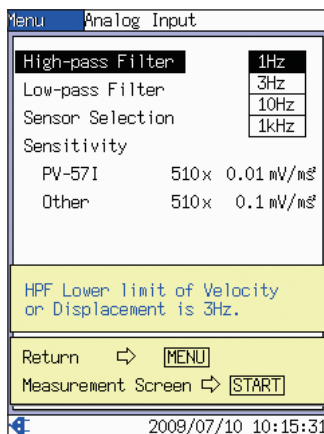 Menu Analog Input
High-pass Filter 1Hz
Low-pass Filter 3Hz
10Hz
Sensor Selection 1kHz
Sensitivity
PV-57I 510x 0.01 mV/ms²
Other 510x 0.1 mV/ms²
HPF Lower limit of Velocity
or Displacement is 3Hz.
Return ⇨ MENU
Measurement Screen ⇨ START
2009/07/10 10:15:31